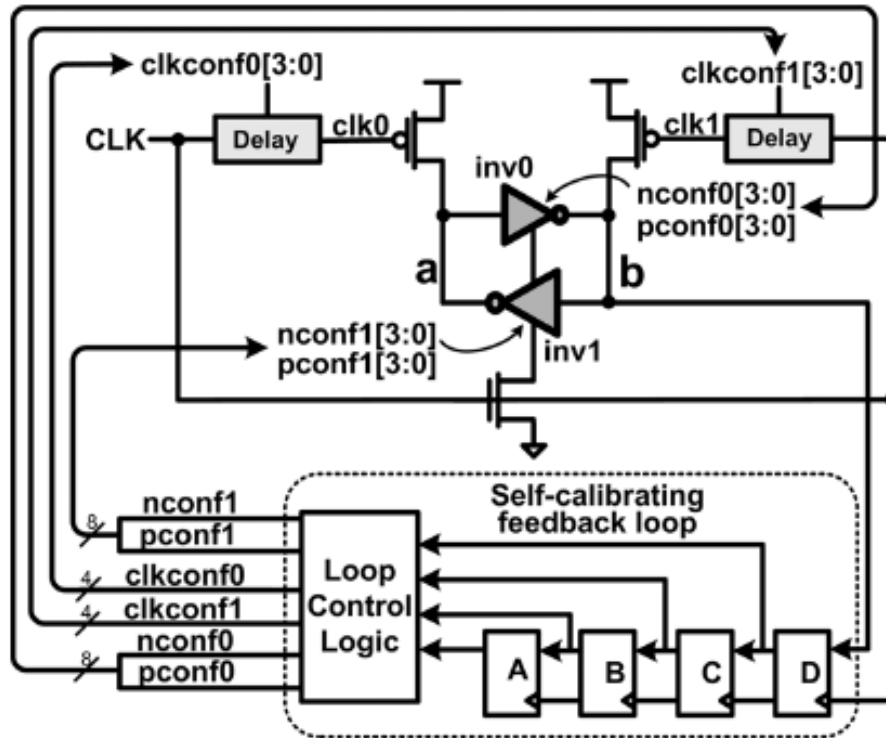 clkconf0[3:0]
clkconf1[3:0]
CLK
Delay
clk0
clk1
Delay
inv0
nconf0[3:0]
pconf0[3:0]
a
b
nconf1[3:0]
pconf1[3:0]
inv1
Self-calibrating
feedback loop
nconf1
8
pconf1
4
clkconf0
4
clkconf1
nconf0
8
pconf0
Loop
Control
Logic
A
B
C
D